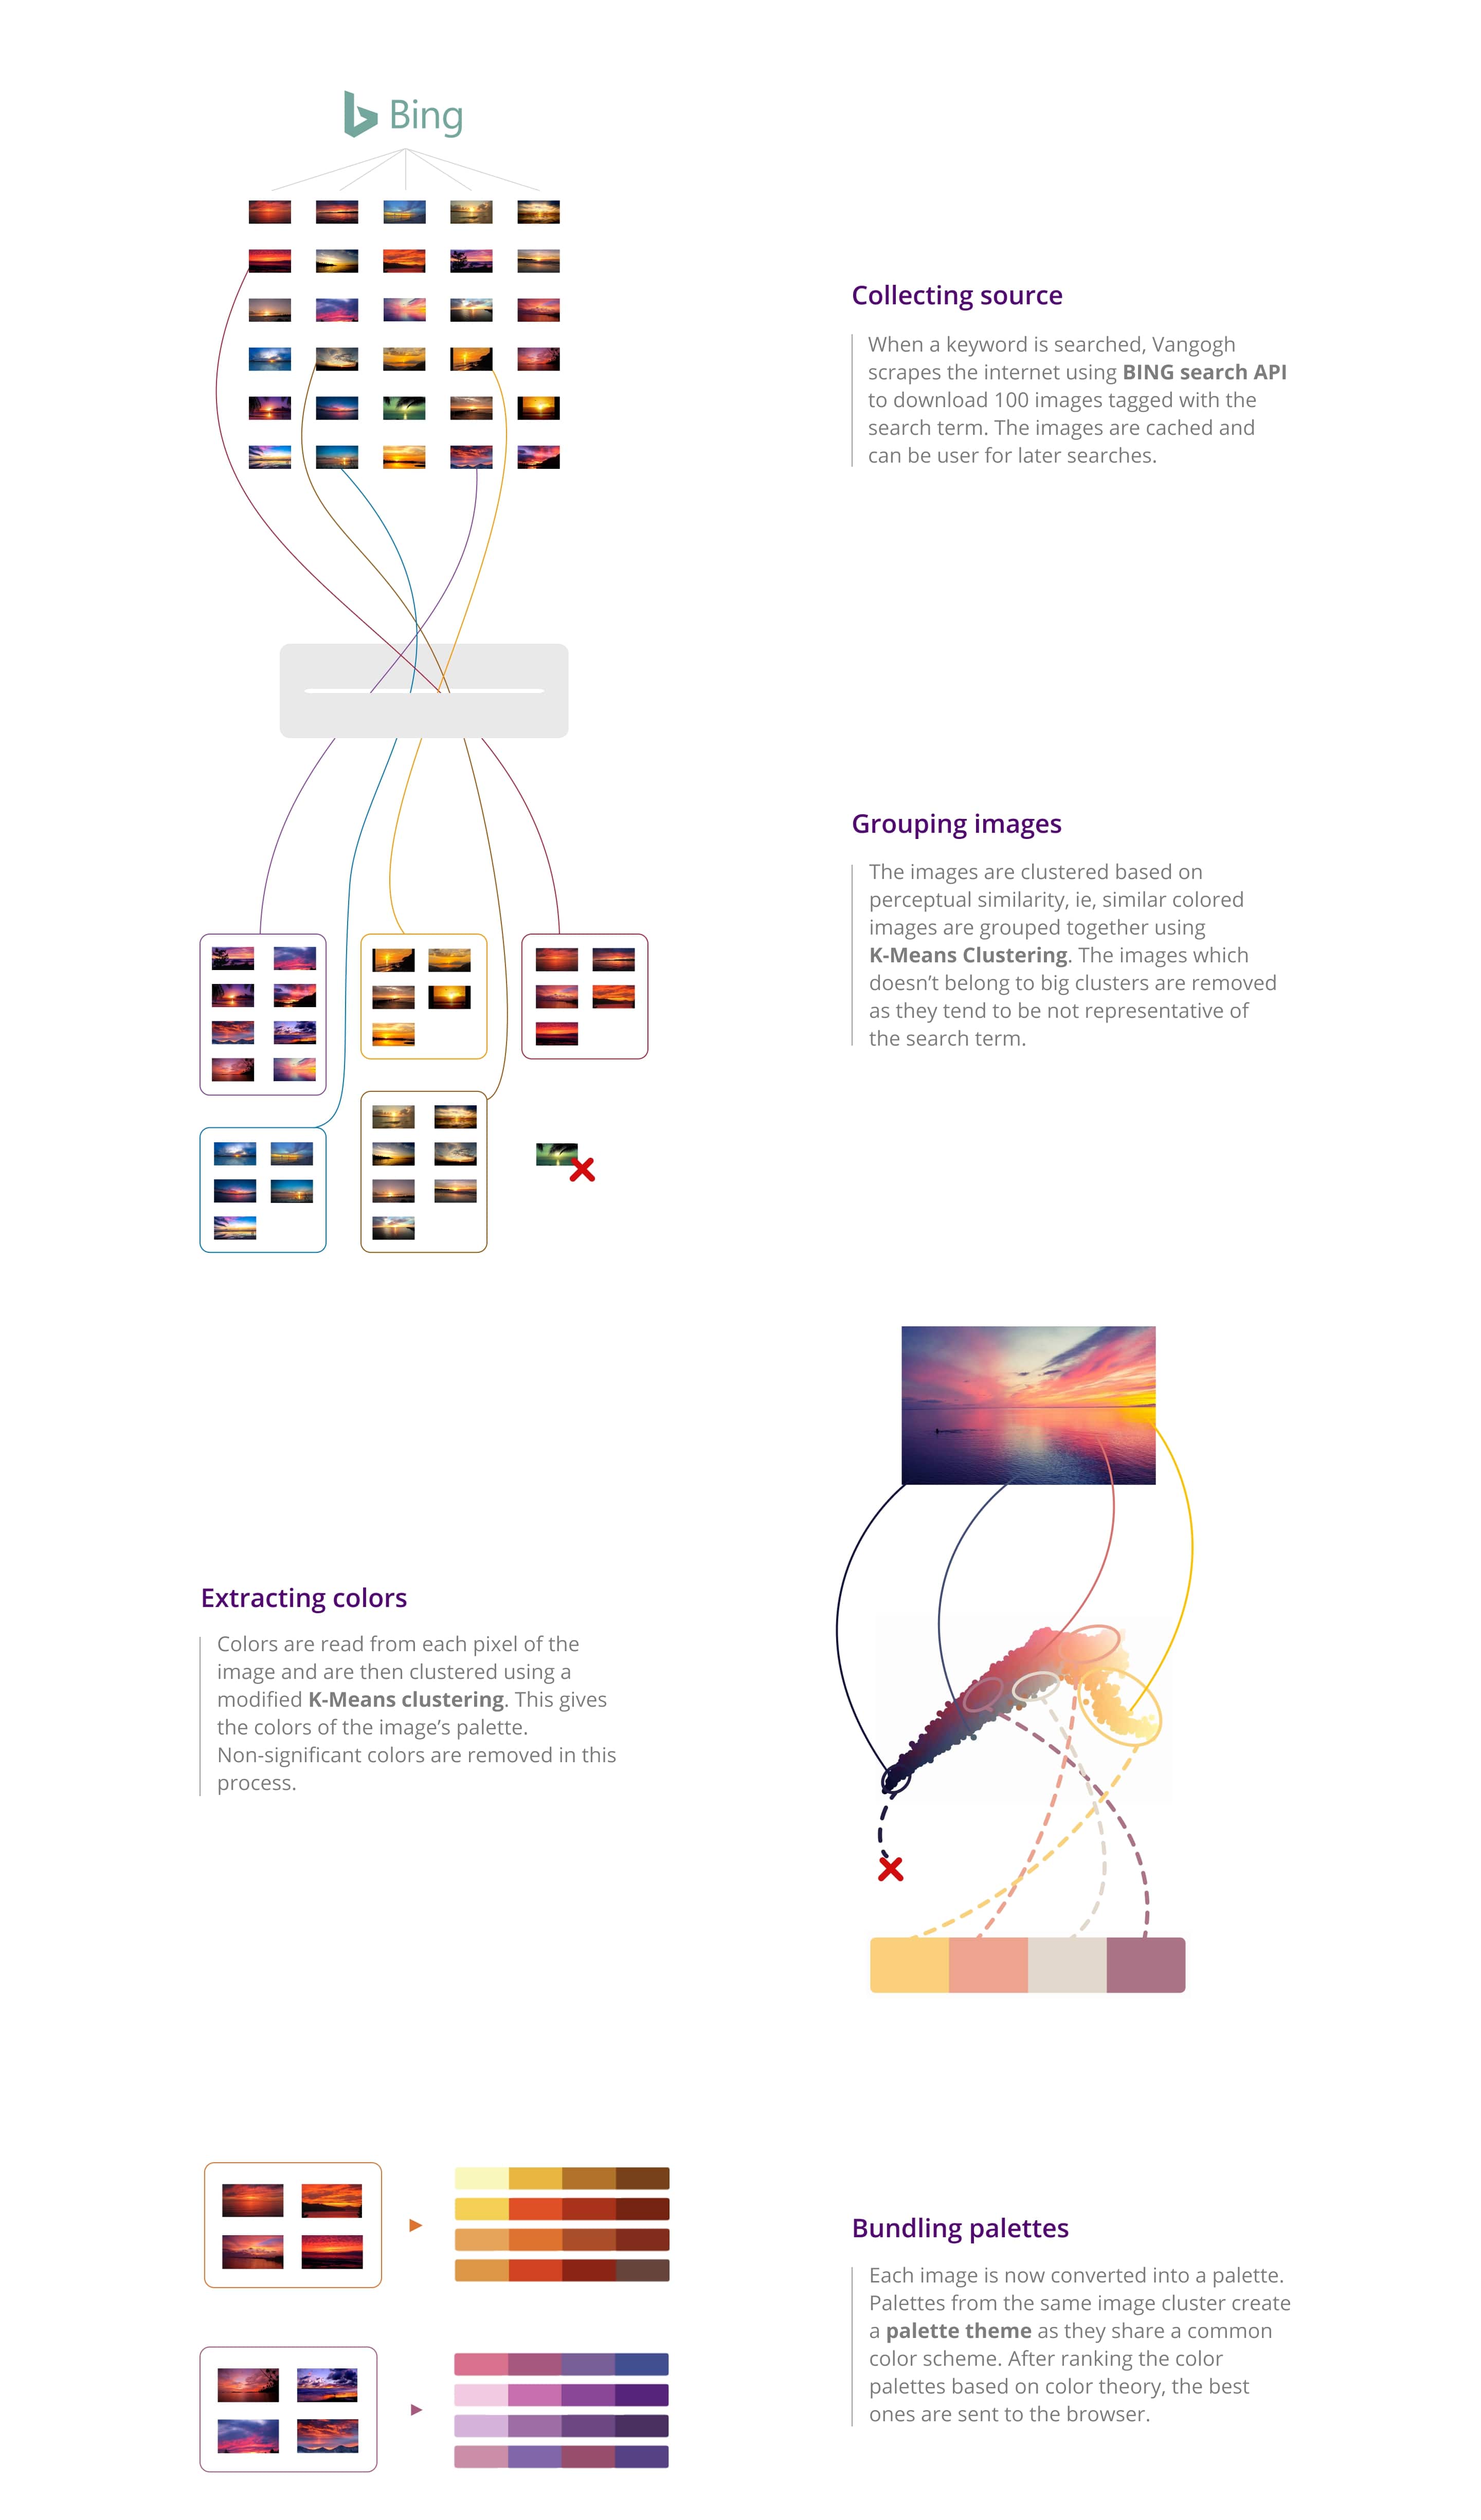 Bing
Collecting source
When a keyword is searched, Vangogh
scrapes the internet using BING search API
to download 100 images tagged with the
search term. The images are cached and
can be user for later searches.
Grouping images
The images are clustered based on
perceptual similarity, ie, similar colored
images are grouped together using
K-Means Clustering. The images which
doesn’t belong to big clusters are removed
as they tend to be not representative of
the search term.
Extracting colors
Colors are read from each pixel of the
image and are then clustered using a
modified K-Means clustering. This gives
the colors of the image’s palette.
Non-significant colors are removed in this
process.
Bundling palettes
Each image is now converted into a palette.
Palettes from the same image cluster create
a palette theme as they share a common
color scheme. After ranking the color
palettes based on color theory, the best
ones are sent to the browser.